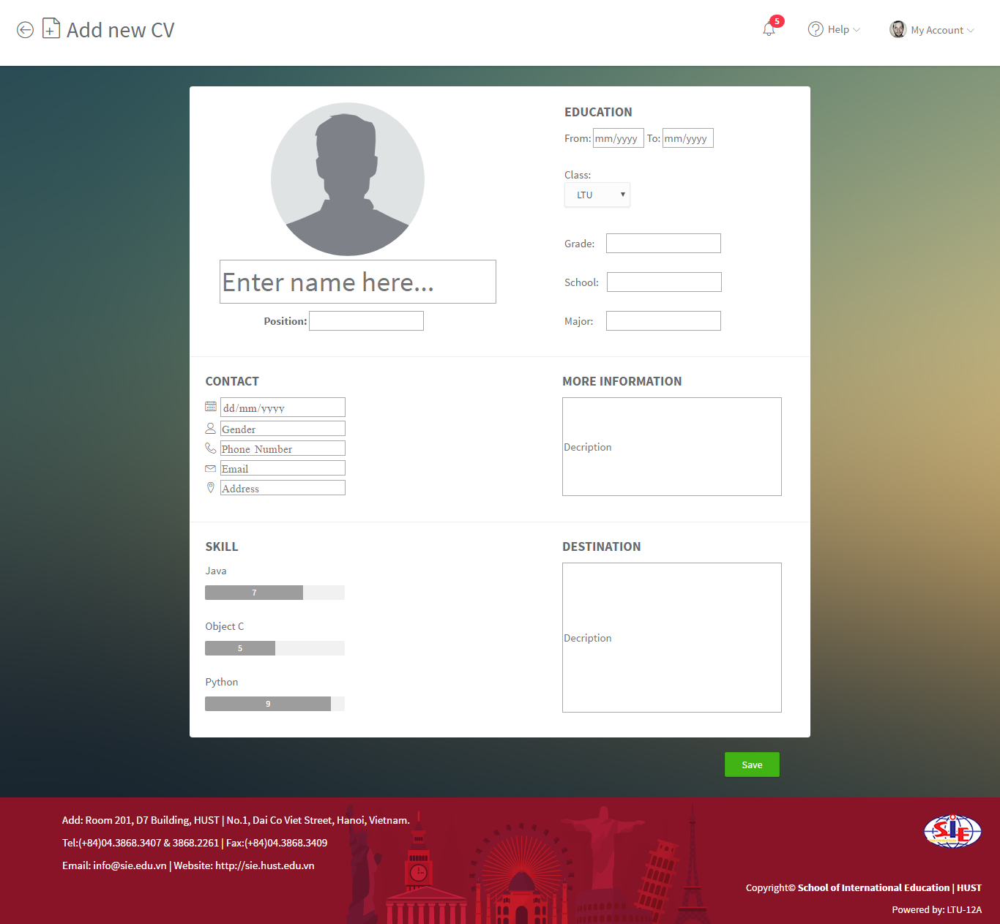 Add new CV
5
Help
My Account
EDUCATION
From: mm/yyyy To: mm/yyyy
Class:
LTU
Grade:
School:
Major:
Enter name here...
Position:
CONTACT
dd/mm/yyyy
Gender
Phone Number
Email
Address
MORE INFORMATION
Decription
SKILL
Java
7
Object C
5
Python
9
DESTINATION
Decription
Save
Add: Room 201, D7 Building, HUST | No.1, Dai Co Viet Street, Hanoi, Vietnam.
Tel:(+84)04.3868.3407 & 3868.2261 | Fax:(+84)04.3868.3409
Email: info@sie.edu.vn | Website: http://sie.hust.edu.vn
SiE
Copyright© School of International Education | HUST
Powered by: LTU-12A